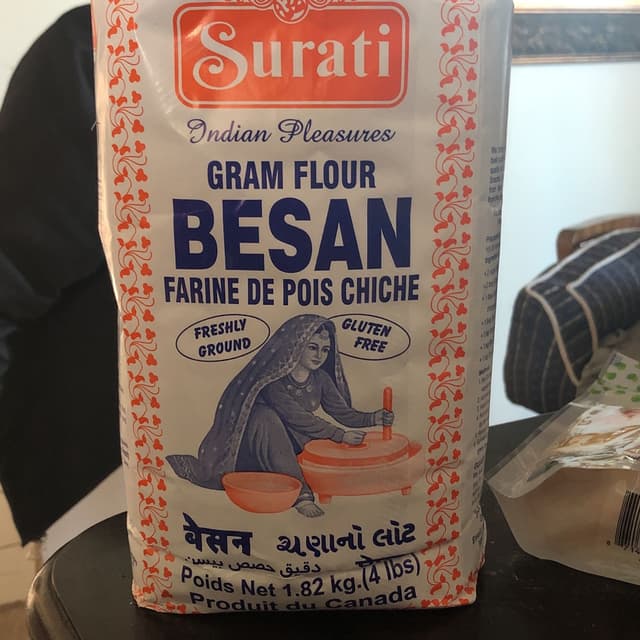 Surati
Indian Pleasures
GRAM FLOUR
BESAN
FARINE DE POIS CHICHE
FRESHLY
GROUND
GLUTEN
FREE
बेसन ચણાનો લોટ
دقيق حمص بيسن
Poids Net 1.82 kg.(4 lbs)
Produit du Canada